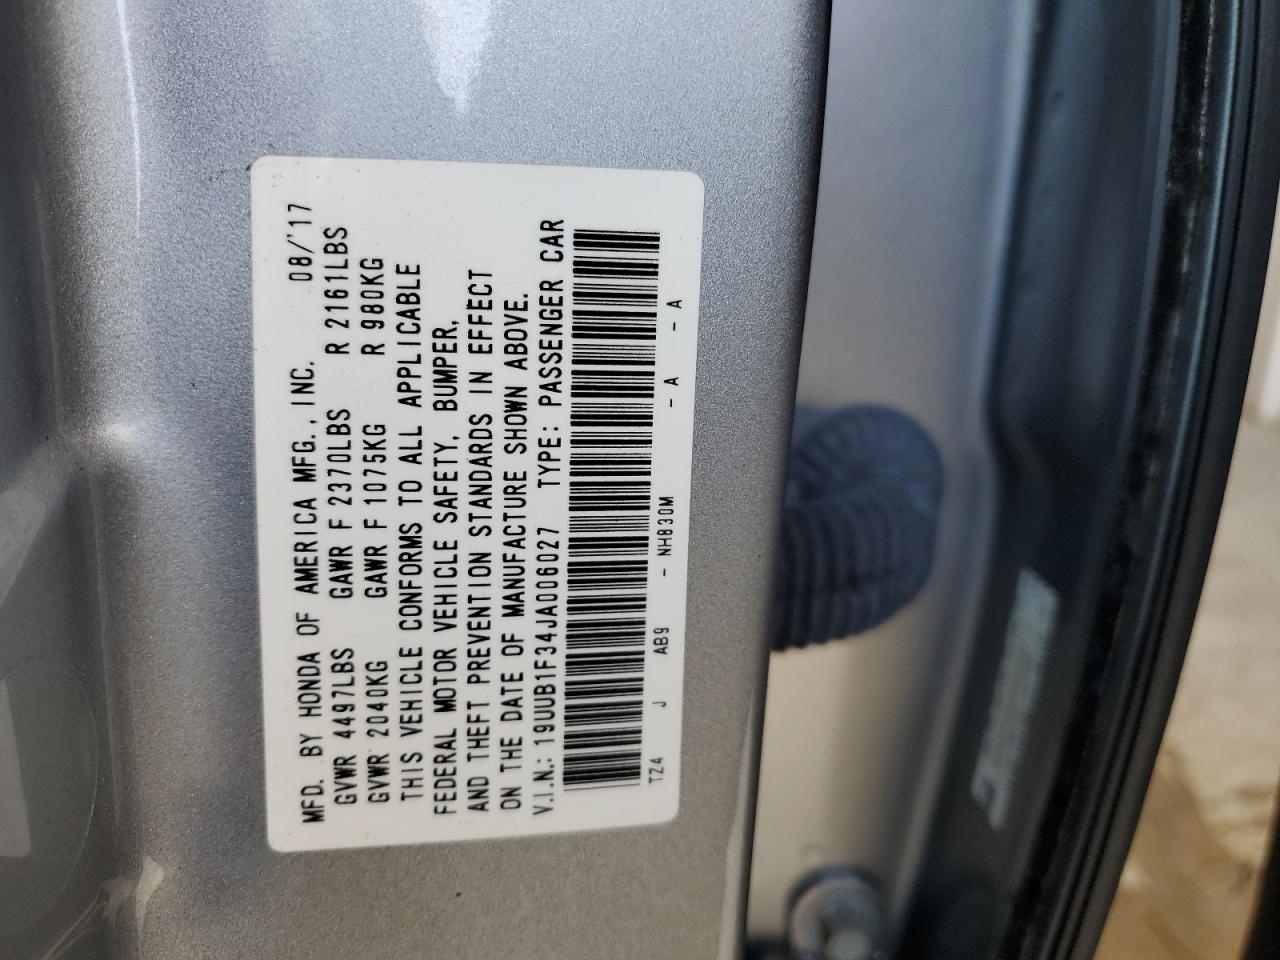 MFD. BY HONDA OF AMERICA MFG., INC. 08/'17
GVWR 4497LBS GAWR F 2370LBS R 2161LBS
GVWR 2040KG GAWR F 1075KG R 980KG
THIS VEHICLE CONFORMS TO ALL APPLICABLE
FEDERAL MOTOR VEHICLE SAFETY, BUMPER,
AND THEFT PREVENTION STANDARDS IN EFFECT
ON THE DATE OF MANUFACTURE SHOWN ABOVE.
V.I.N.: 19UUB1F34JA006027 TYPE: PASSENGER CAR
TZ4 J AB9 - NH830M - A - A